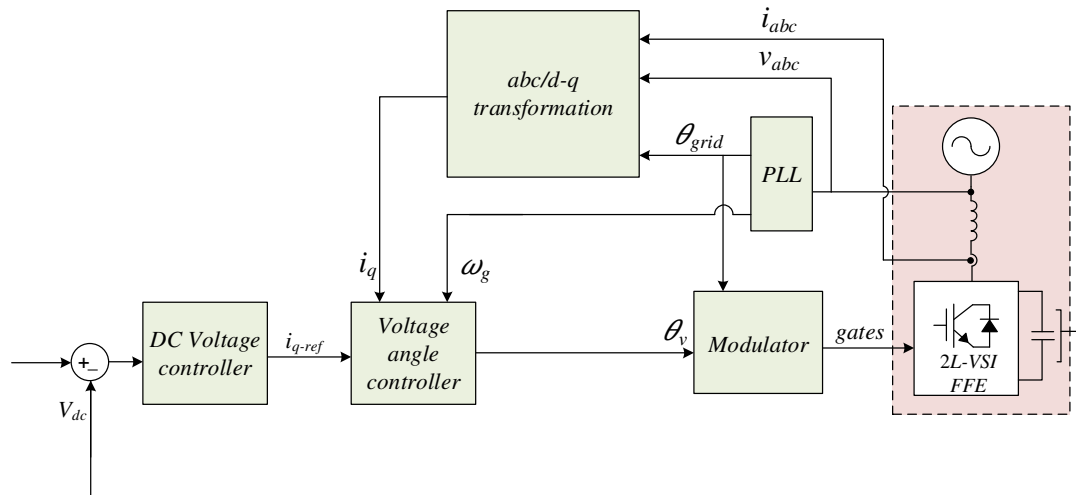 i_abc
v_abc
abc/d-q
transformation
θ_grid
PLL
i_q
ω_g
DC Voltage
controller
i_q-ref
Voltage
angle
controller
θ_v
Modulator
gates
2L-VSI
FFE
+
−
V_dc